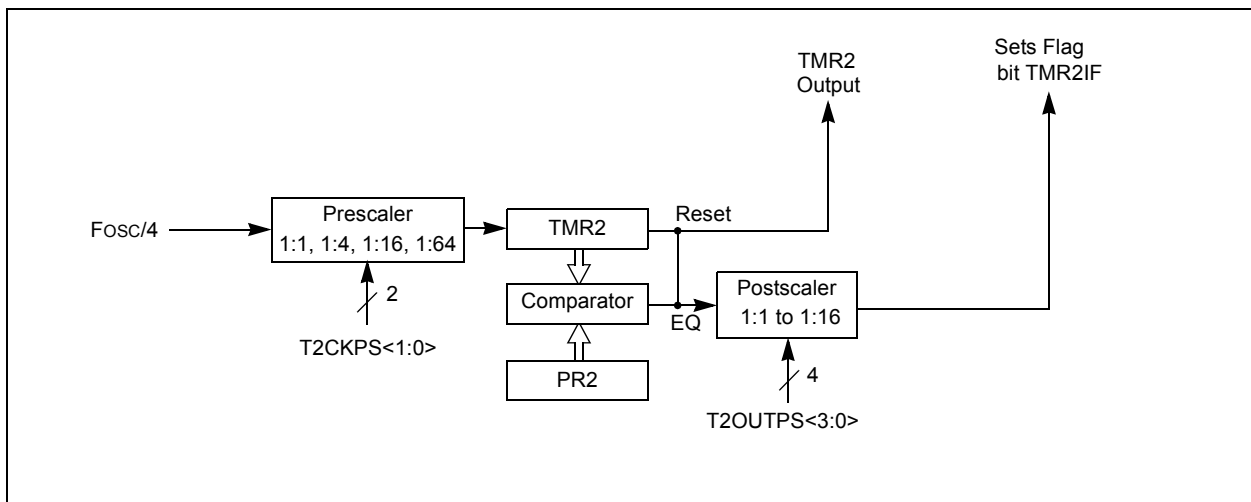 TMR2
Output
Sets Flag
bit TMR2IF
Fosc/4
Prescaler
1:1, 1:4, 1:16, 1:64
TMR2
Reset
2
Comparator
EQ
Postscaler
1:1 to 1:16
T2CKPS<1:0>
PR2
4
T2OUTPS<3:0>